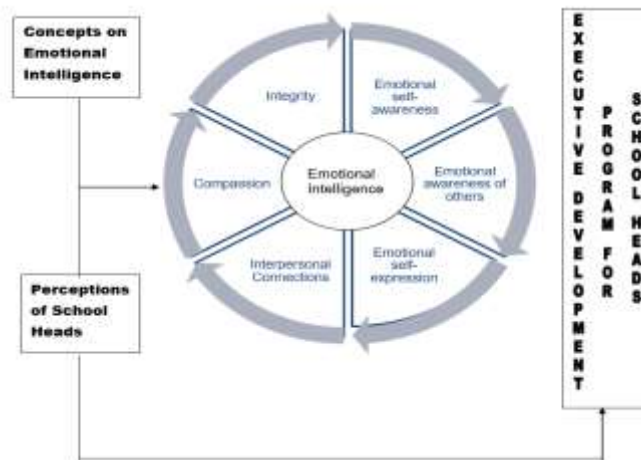 Concepts on
Emotional
Intelligence
Perceptions
of School
Heads
Integrity
Emotional
self-
awareness
Compassion
Emotional
intelligence
Emotional
awareness of
others
Interpersonal
Connections
Emotional
self-
expression
EXECUTIVE DEVELOPMENT
PROGRAM FOR
SCHOOL HEADS